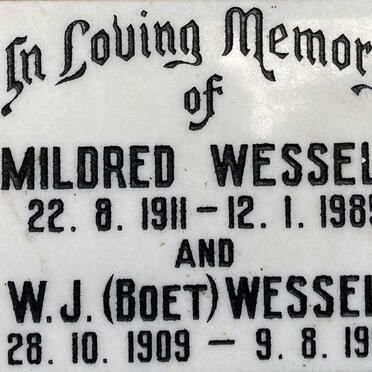 In Loving Memory
of
MILDRED WESSEL
22. 8. 1911 – 12. 1. 1985
AND
W. J. (BOET) WESSEL
28. 10. 1909 – 9. 8. 19